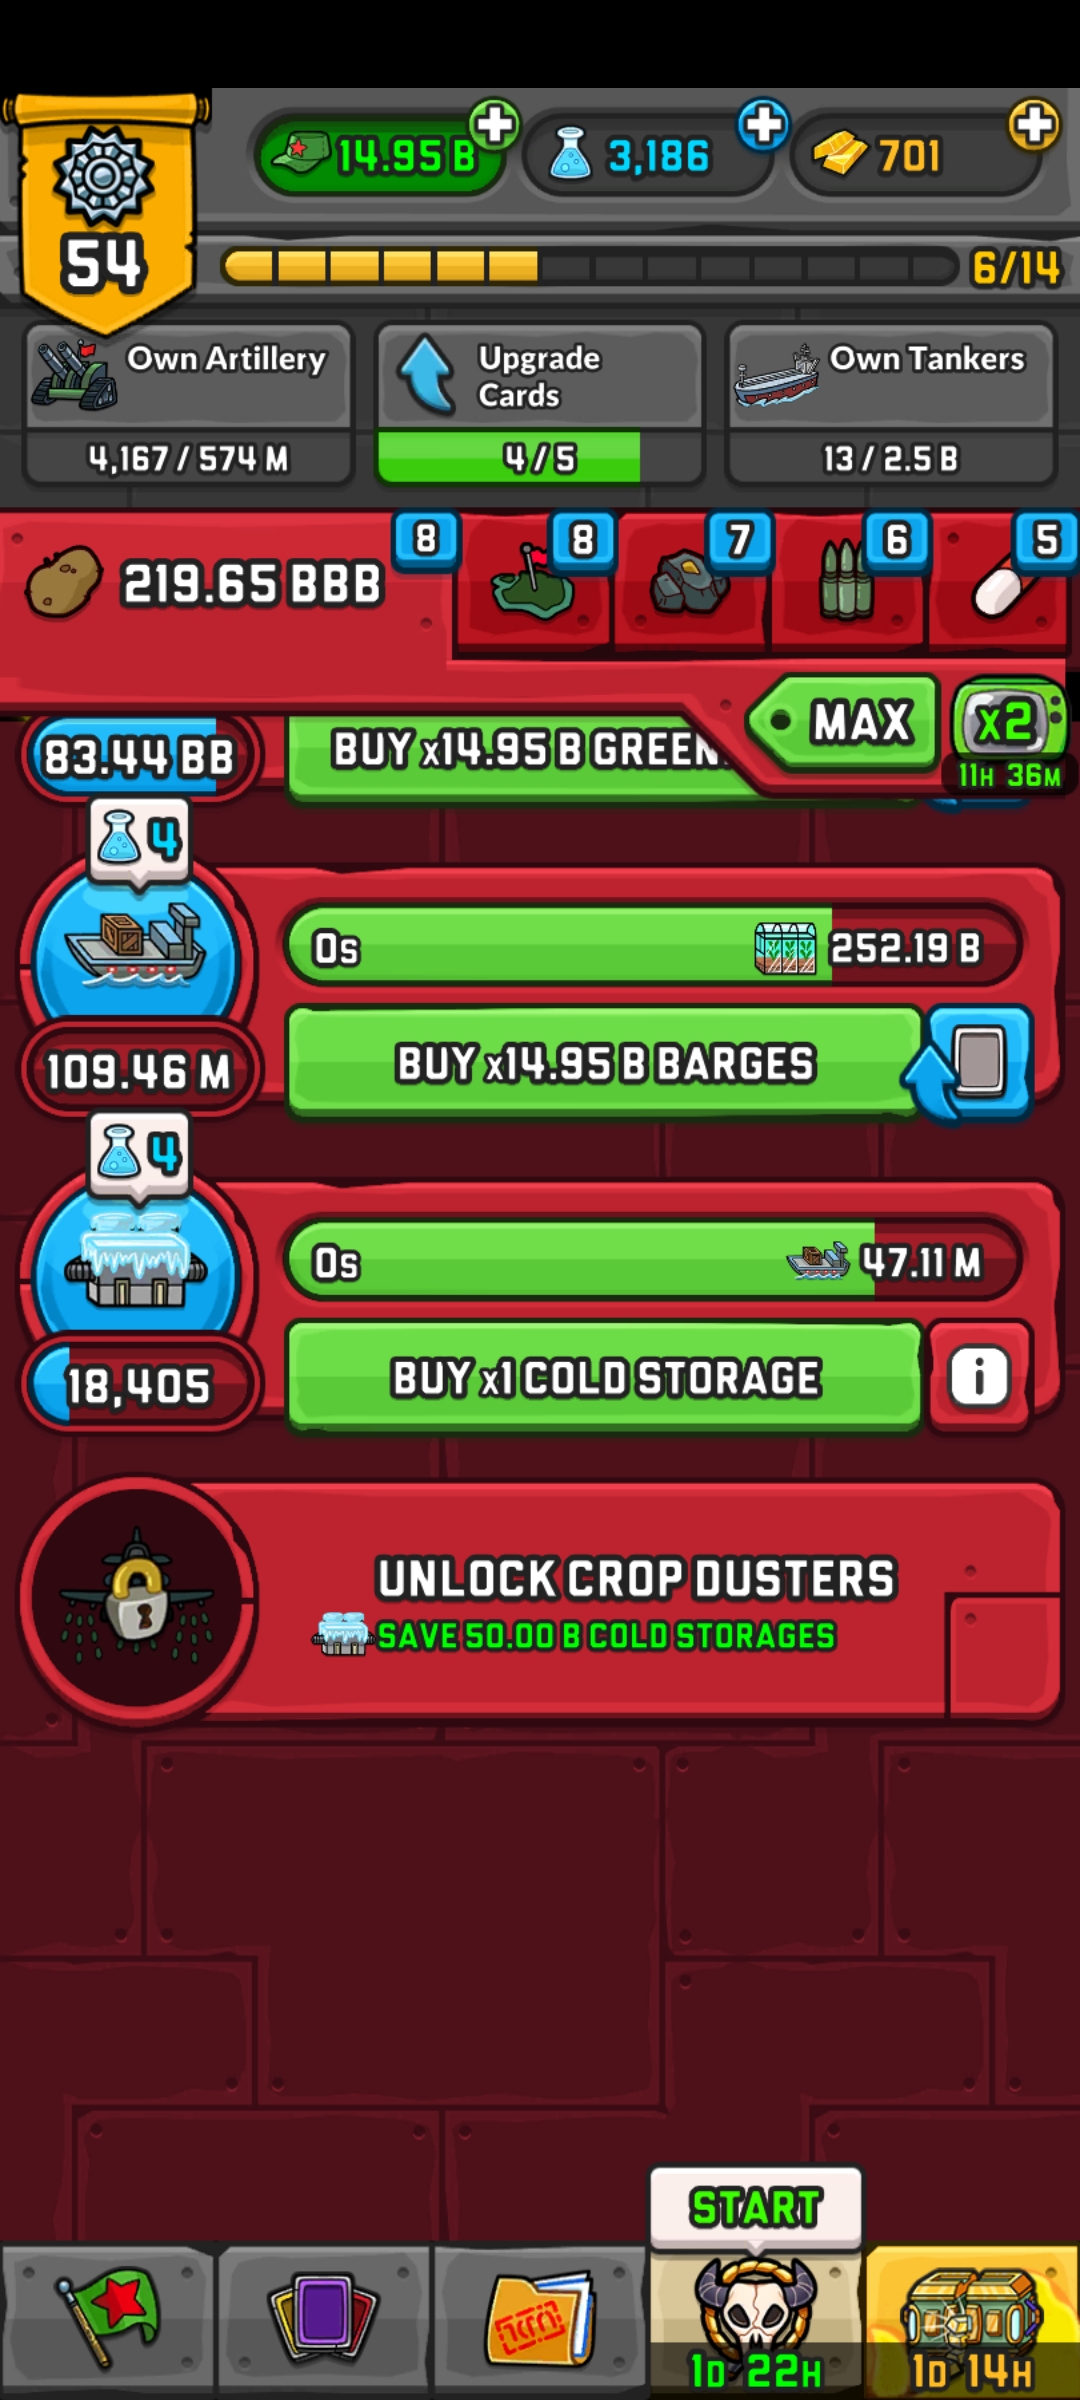 14.95 B
3,186
701
54
6/14
Own Artillery
4,167 / 574 M
Upgrade
Cards
4/5
Own Tankers
13 / 2.5 B
219.65 BBB
8
8
7
6
5
MAX
x2
11H 36M
83.44 BB
BUY x14.95 B GREEN
4
0s
252.19 B
109.46 M
BUY x14.95 B BARGES
4
0s
47.11 M
18,405
BUY x1 COLD STORAGE
i
UNLOCK CROP DUSTERS
SAVE 50.00 B COLD STORAGES
START
1D 22H
1D 14H